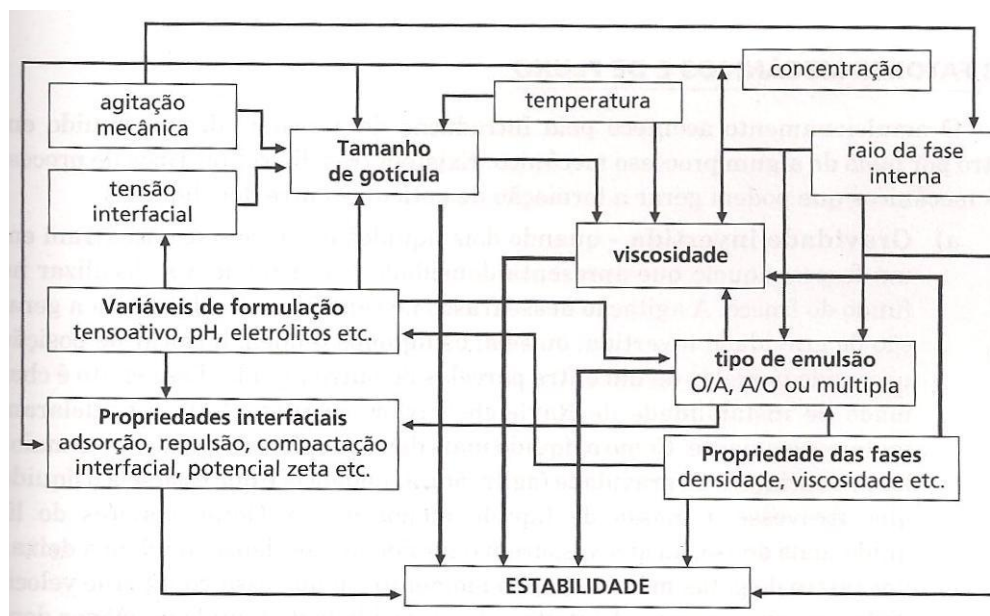 concentração
temperatura
agitação
mecânica
raio da fase
interna
Tamanho
de gotícula
tensão
interfacial
viscosidade
Variáveis de formulação
tensoativo, pH, eletrólitos etc.
tipo de emulsão
O/A, A/O ou múltipla
Propriedades interfaciais
adsorção, repulsão, compactação
interfacial, potencial zeta etc.
Propriedade das fases
densidade, viscosidade etc.
ESTABILIDADE